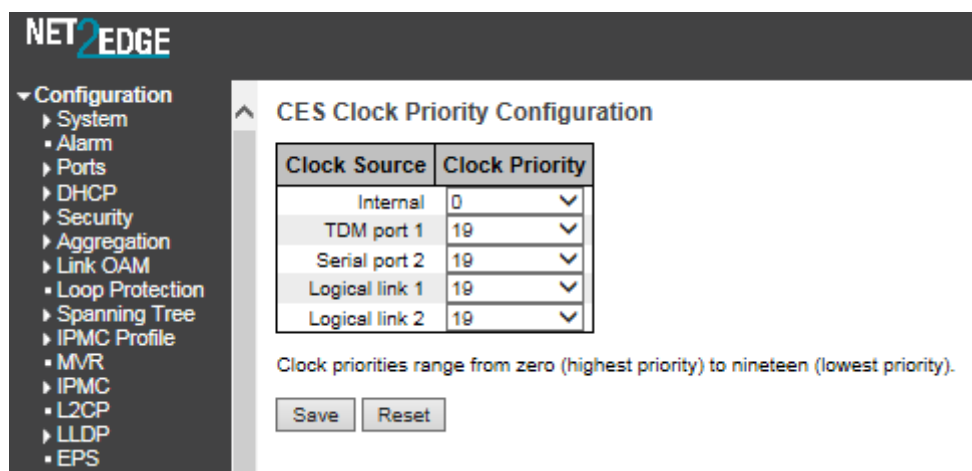 NET2EDGE
Configuration
System
Alarm
Ports
DHCP
Security
Aggregation
Link OAM
Loop Protection
Spanning Tree
IPMC Profile
MVR
IPMC
L2CP
LLDP
EPS
CES Clock Priority Configuration
Clock Source Clock Priority
Internal 0
TDM port 1 19
Serial port 2 19
Logical link 1 19
Logical link 2 19
Clock priorities range from zero (highest priority) to nineteen (lowest priority).
Save Reset